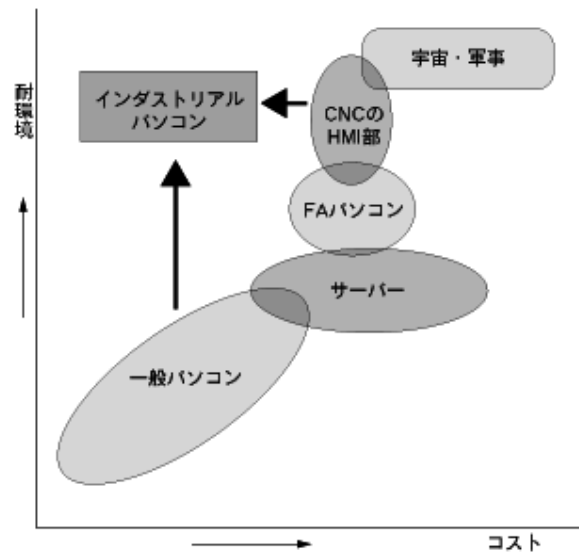 宇宙・軍事
インダストリアル
パソコン
CNCの
HMI部
耐環境
FAパソコン
サーバー
一般パソコン
コスト